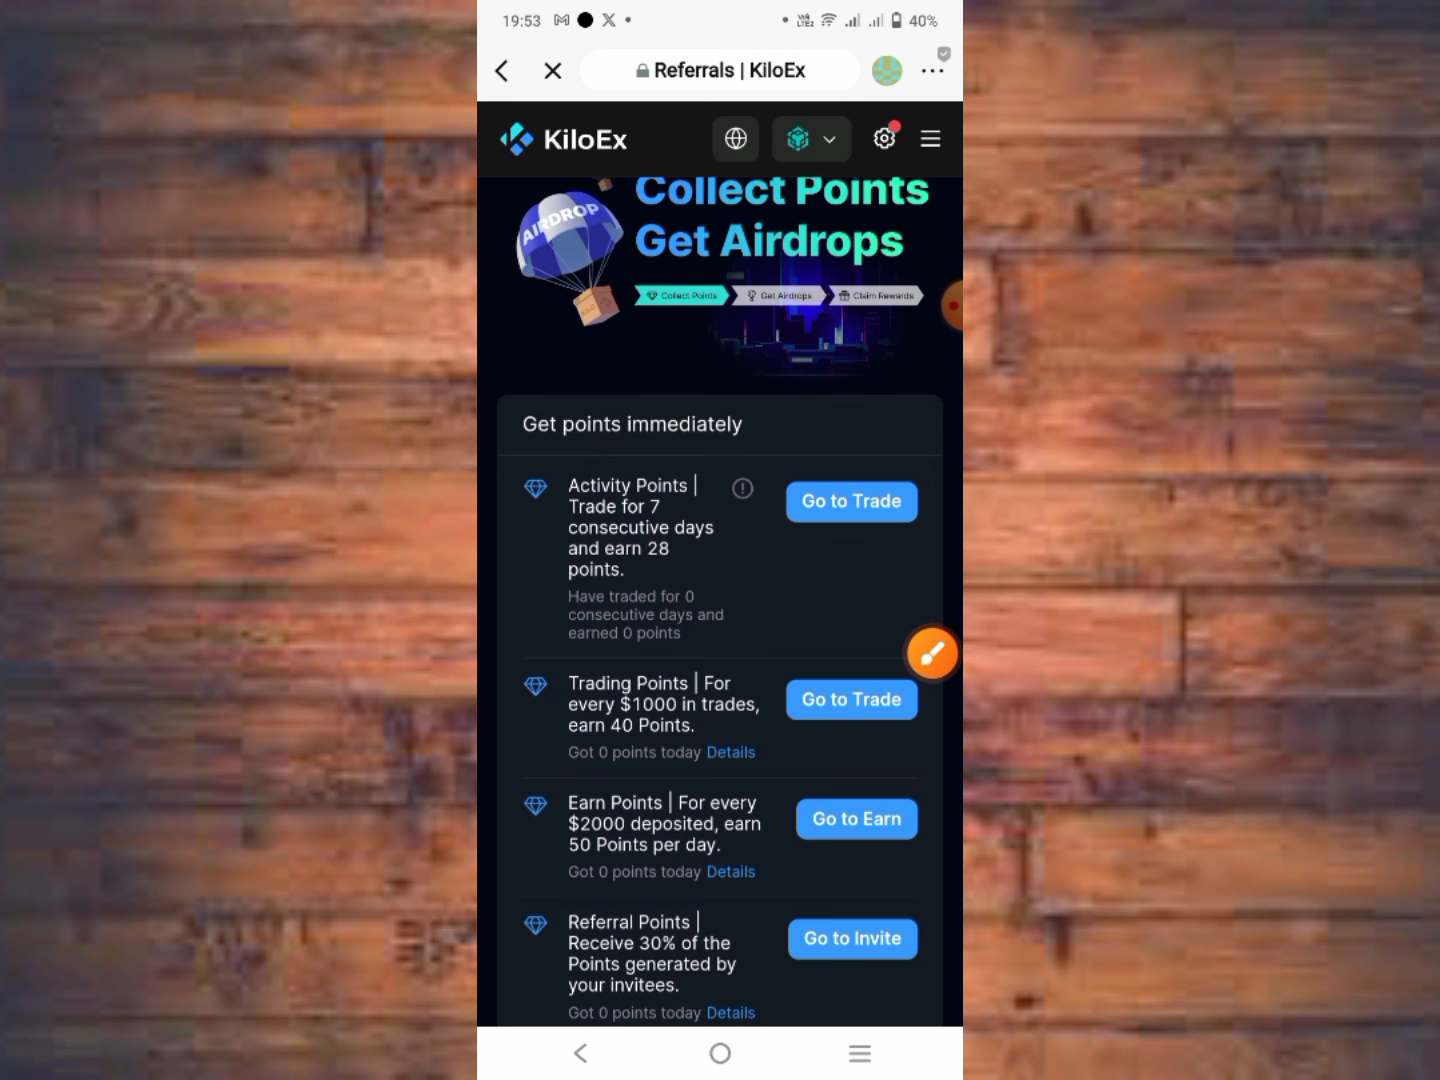 19:53
40%
Referrals | KiloEx
KiloEx
Collect Points
Get Airdrops
AIRDROP
Collect Points
Get Airdrops
Claim Rewards
Get points immediately
Activity Points |
Trade for 7
consecutive days
and earn 28
points.
Go to Trade
Have traded for 0
consecutive days and
earned 0 points
Trading Points | For
every $1000 in trades,
earn 40 Points.
Go to Trade
Got 0 points today Details
Earn Points | For every
$2000 deposited, earn
50 Points per day.
Go to Earn
Got 0 points today Details
Referral Points |
Receive 30% of the
Points generated by
your invitees.
Go to Invite
Got 0 points today Details